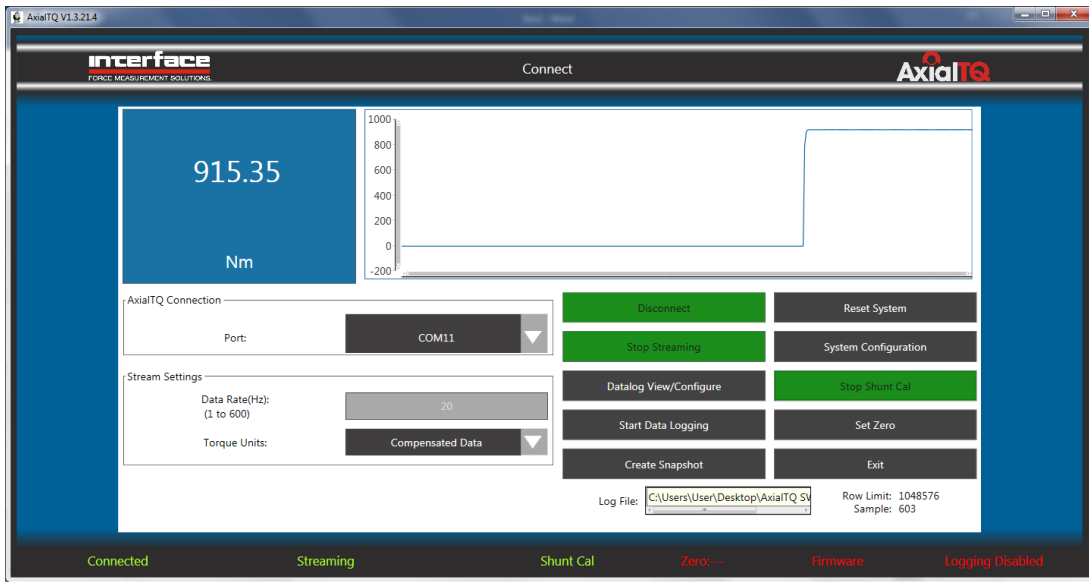 AxialTQ V1.3.21.4
interface
FORCE MEASUREMENT SOLUTIONS.
Connect
AxialTQ
915.35
Nm
1000
800
600
400
200
0
-200
AxialTQ Connection
Port:
COM11
Disconnect
Reset System
Stop Streaming
System Configuration
Stream Settings
Data Rate(Hz):
(1 to 600)
20
Torque Units:
Compensated Data
Datalog View/Configure
Stop Shunt Cal
Start Data Logging
Set Zero
Create Snapshot
Exit
Log File:
C:\Users\User\Desktop\AxialTQ SW
Row Limit: 1048576
Sample: 603
Connected
Streaming
Shunt Cal
Zero:---
Firmware
Logging Disabled